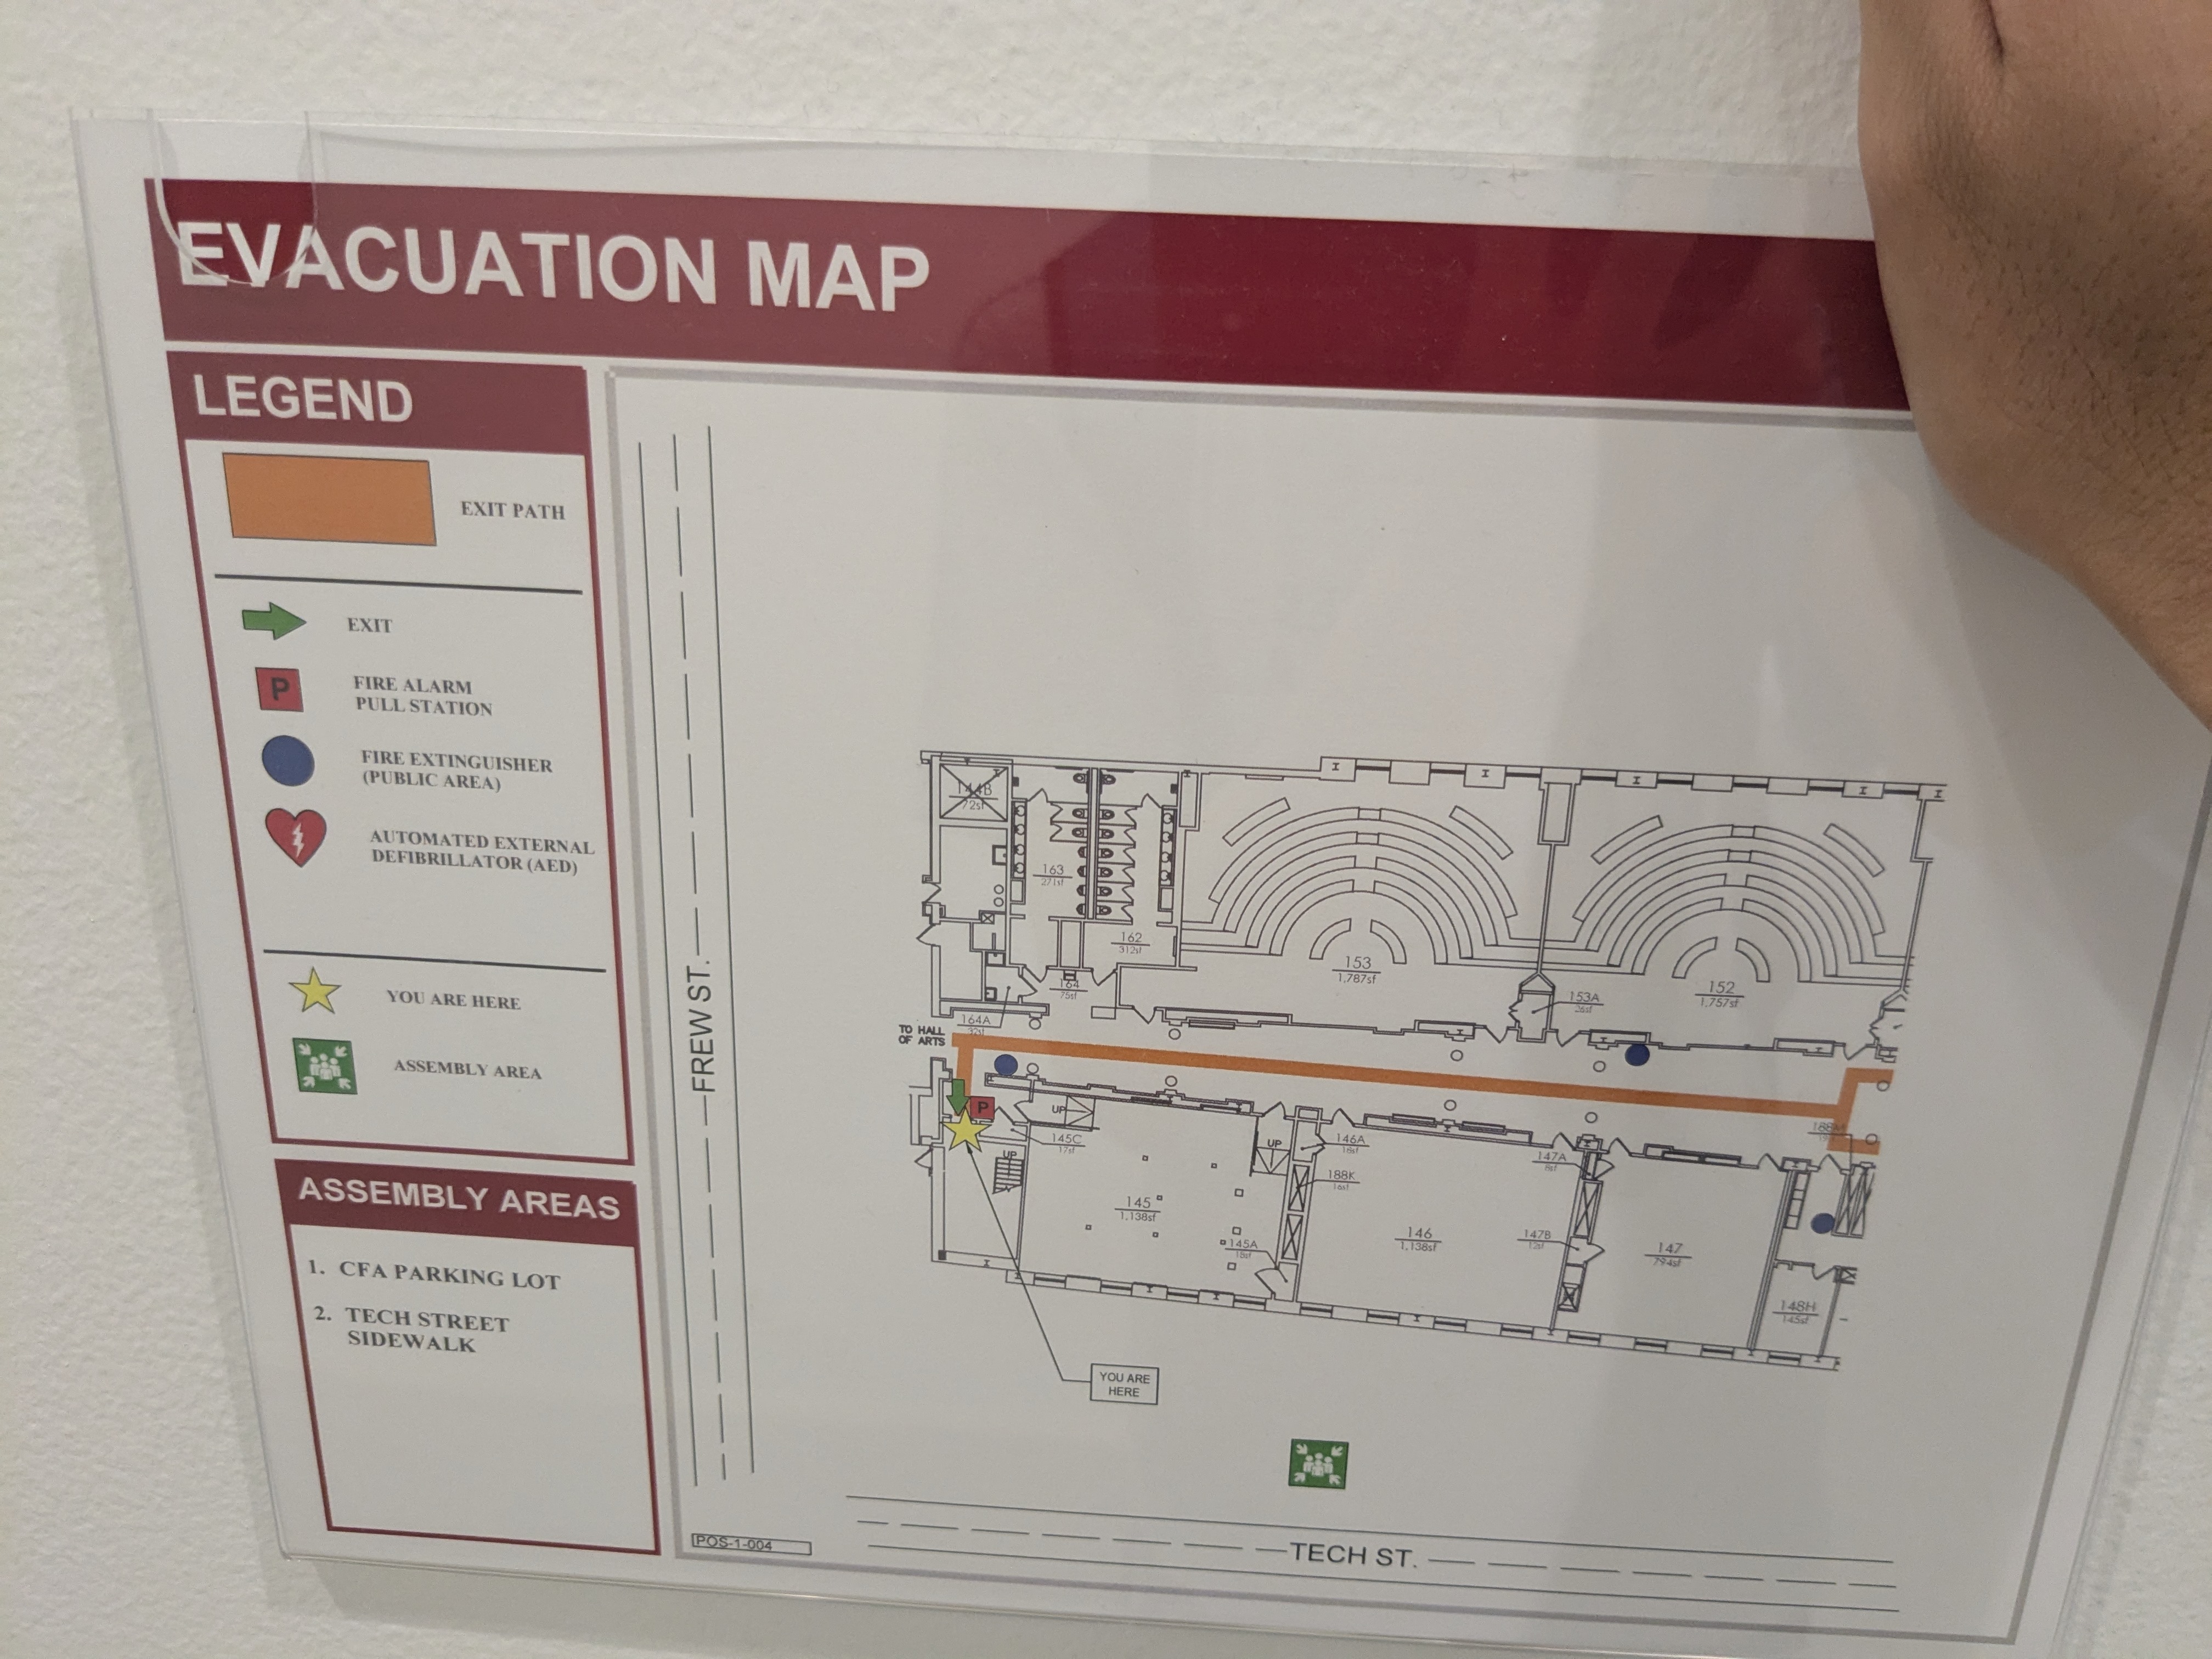 EVACUATION MAP
LEGEND
EXIT PATH
EXIT
P
FIRE ALARM
PULL STATION
FIRE EXTINGUISHER
(PUBLIC AREA)
AUTOMATED EXTERNAL
DEFIBRILLATOR (AED)
YOU ARE HERE
ASSEMBLY AREA
ASSEMBLY AREAS
1. CFA PARKING LOT
2. TECH STREET
SIDEWALK
FREW ST.
144B
72sf
163
271sf
162
312sf
164
75sf
164A
32sf
153
1,787sf
153A
152
1,757sf
TO HALL
OF ARTS
P
UP
145C
17sf
UP
UP
146A
16sf
188K
16sf
145
1,138sf
145A
18sf
146
1,138sf
147A
8sf
147B
12sf
147
794sf
148H
145sf
YOU ARE
HERE
POS-1-004
TECH ST.